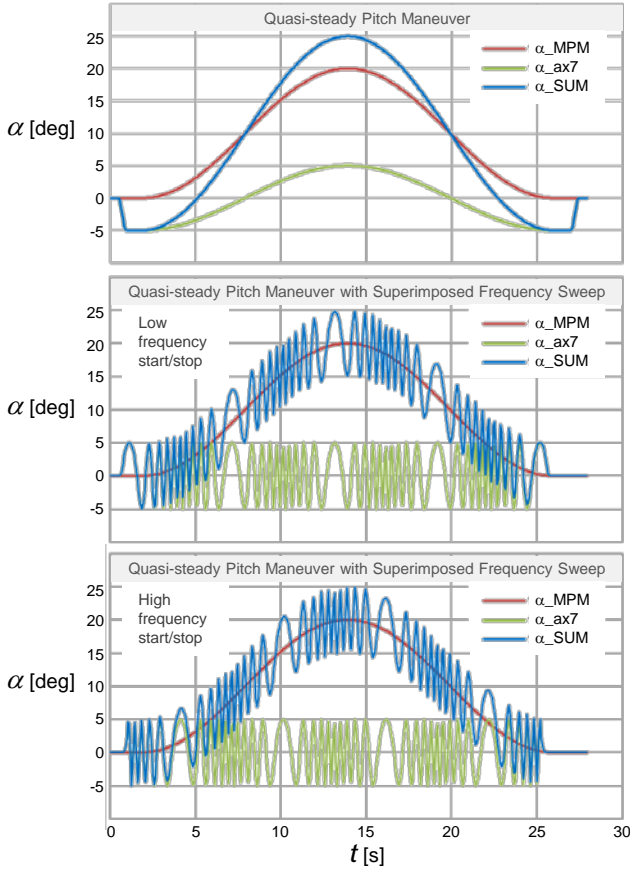 Quasi-steady Pitch Maneuver
25
20
15
10
5
0
-5
α [deg]
α_MPM
α_ax7
α_SUM
Quasi-steady Pitch Maneuver with Superimposed Frequency Sweep
Low
frequency
start/stop
25
20
15
10
5
0
-5
α [deg]
α_MPM
α_ax7
α_SUM
Quasi-steady Pitch Maneuver with Superimposed Frequency Sweep
High
frequency
start/stop
25
20
15
10
5
0
-5
α [deg]
α_MPM
α_ax7
α_SUM
0 5 10 15 20 25 30
t [s]